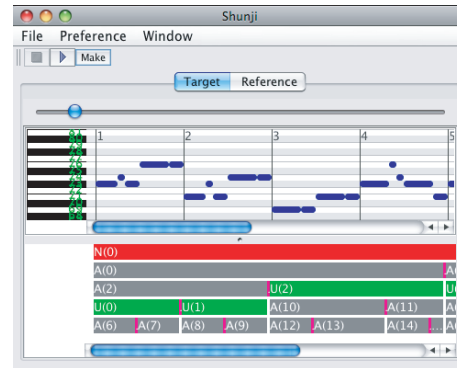 Shunji
File Preference Window
Make
Target Reference
1 2 3 4 5
N(0)
A(0)
A(2) U(2)
U(0) U(1) A(10) A(11)
A(6) A(7) A(8) A(9) A(12) A(13) A(14) ...